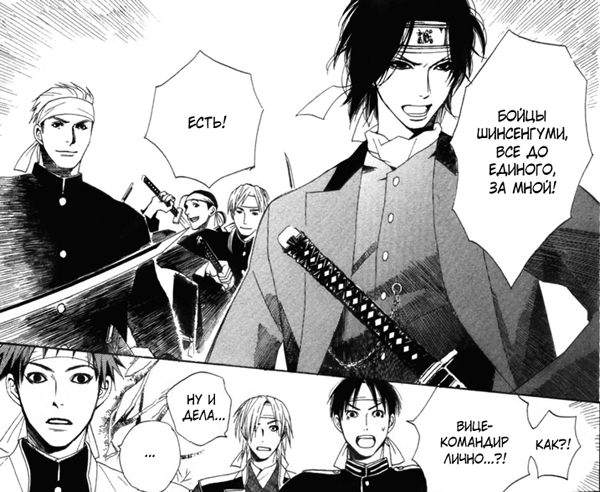 БОЙЦЫ
ШИНСЕНГУМИ,
ВСЕ ДО
ЕДИНОГО,
ЗА МНОЙ!
ЕСТЬ!
КАК?!
ВИЦЕ-
КОМАНДИР
ЛИЧНО...?!
НУ И
ДЕЛА...
...